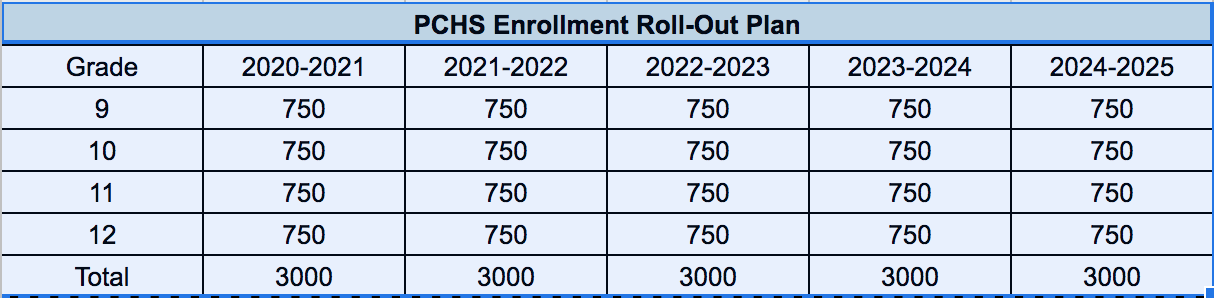 PCHS Enrollment Roll-Out Plan
Grade 2020-2021 2021-2022 2022-2023 2023-2024 2024-2025
9 750 750 750 750 750
10 750 750 750 750 750
11 750 750 750 750 750
12 750 750 750 750 750
Total 3000 3000 3000 3000 3000